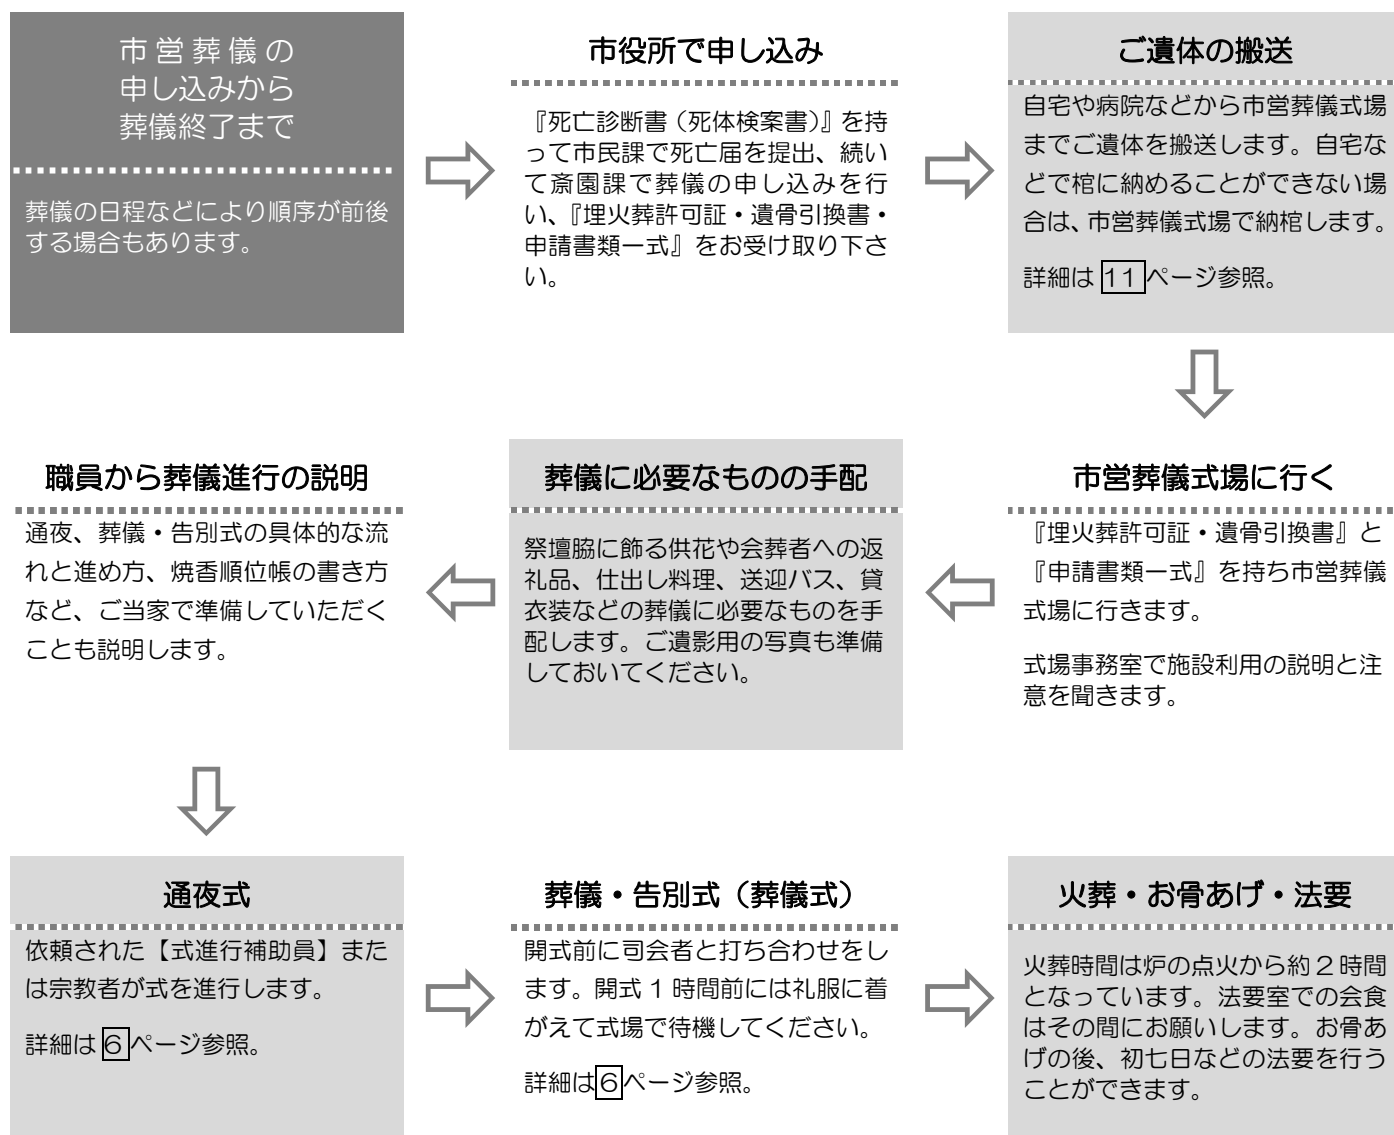 市営葬儀の
申し込みから
葬儀終了まで
葬儀の日程などにより順序が前後
する場合もあります。
市役所で申し込み
『死亡診断書（死体検案書）』を持
って市民課で死亡届を提出、続い
て斎園課で葬儀の申し込みを行
い、『埋火葬許可証・遺骨引換書・
申請書類一式』をお受け取り下さ
い。
ご遺体の搬送
自宅や病院などから市営葬儀式場
までご遺体を搬送します。自宅な
どで棺に納めることができない場
合は、市営葬儀式場で納棺します。
詳細は 11 ページ参照。
市営葬儀式場に行く
『埋火葬許可証・遺骨引換書』と
『申請書類一式』を持ち市営葬儀
式場に行きます。
式場事務室で施設利用の説明と注
意を聞きます。
葬儀に必要なものの手配
祭壇脇に飾る供花や会葬者への返
礼品、仕出し料理、送迎バス、貸
衣装などの葬儀に必要なものを手
配します。ご遺影用の写真も準備
しておいてください。
職員から葬儀進行の説明
通夜、葬儀・告別式の具体的な流
れと進め方、焼香順位帳の書き方
など、ご当家で準備していただく
ことも説明します。
通夜式
依頼された【式進行補助員】また
は宗教者が式を進行します。
詳細は 6 ページ参照。
葬儀・告別式（葬儀式）
開式前に司会者と打ち合わせをし
ます。開式 1 時間前には礼服に着
がえて式場で待機してください。
詳細は 6 ページ参照。
火葬・お骨あげ・法要
火葬時間は炉の点火から約 2 時間
となっています。法要室での会食
はその間にお願いします。お骨あ
げの後、初七日などの法要を行う
ことができます。